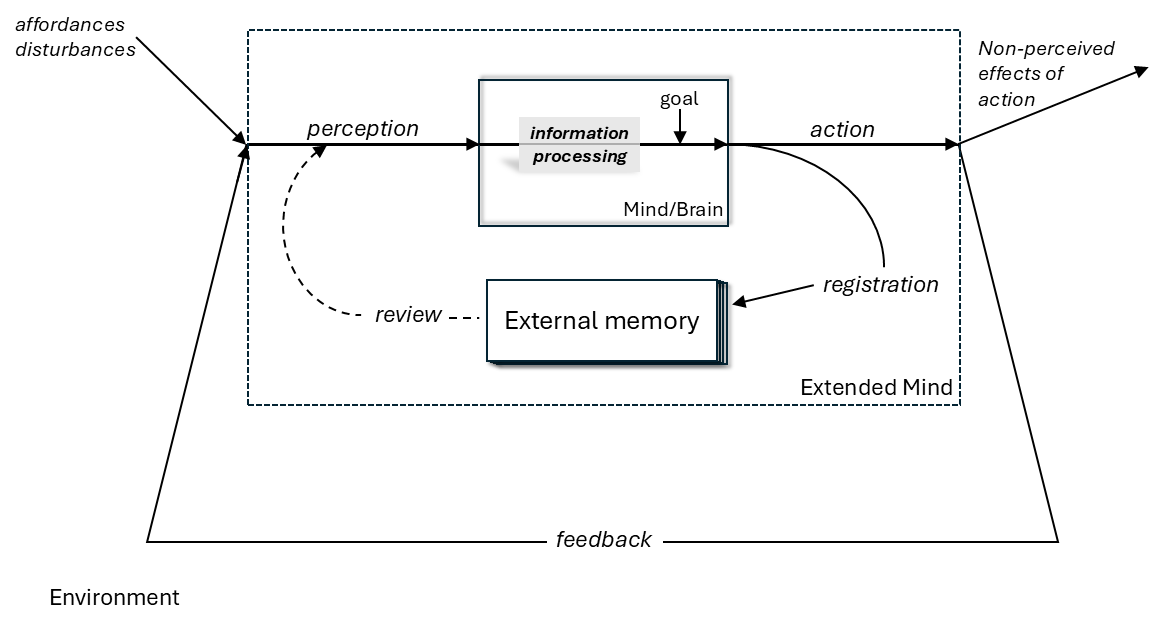 affordances
disturbances
Non-perceived
effects of
action
goal
perception
information
processing
action
Mind/Brain
registration
review
External memory
Extended Mind
feedback
Environment